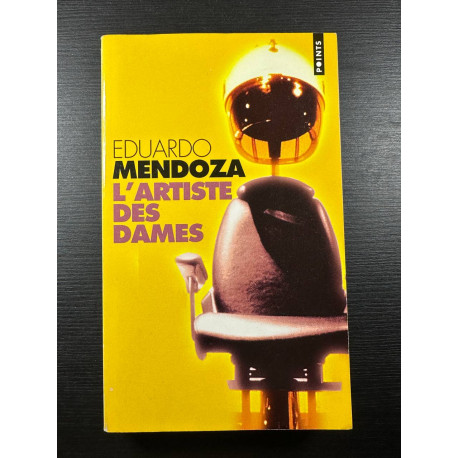 POINTS
EDUARDO
MENDOZA
L'ARTISTE
DES
DAMES